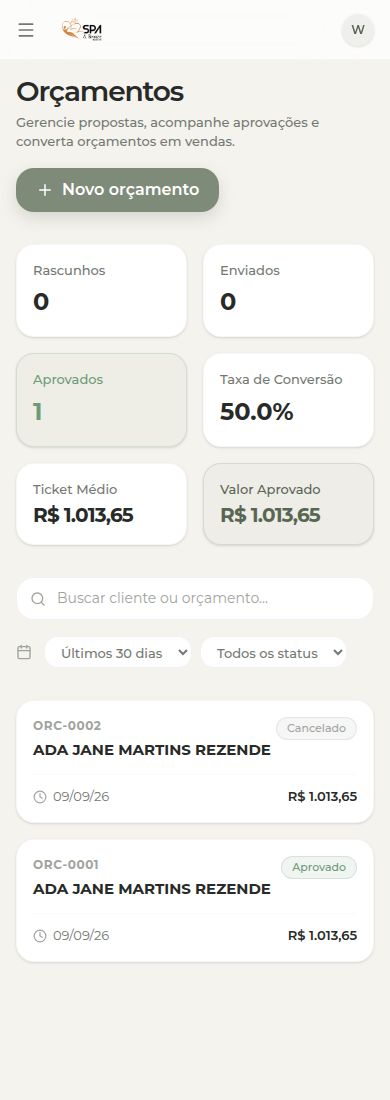 SPA
W
Orçamentos
Gerencie propostas, acompanhe aprovações e
converta orçamentos em vendas.
+ Novo orçamento
Rascunhos
0
Enviados
0
Aprovados
1
Taxa de Conversão
50.0%
Ticket Médio
R$ 1.013,65
Valor Aprovado
R$ 1.013,65
Buscar cliente ou orçamento...
Últimos 30 dias
Todos os status
ORC-0002
Cancelado
ADA JANE MARTINS REZENDE
09/09/26
R$ 1.013,65
ORC-0001
Aprovado
ADA JANE MARTINS REZENDE
09/09/26
R$ 1.013,65